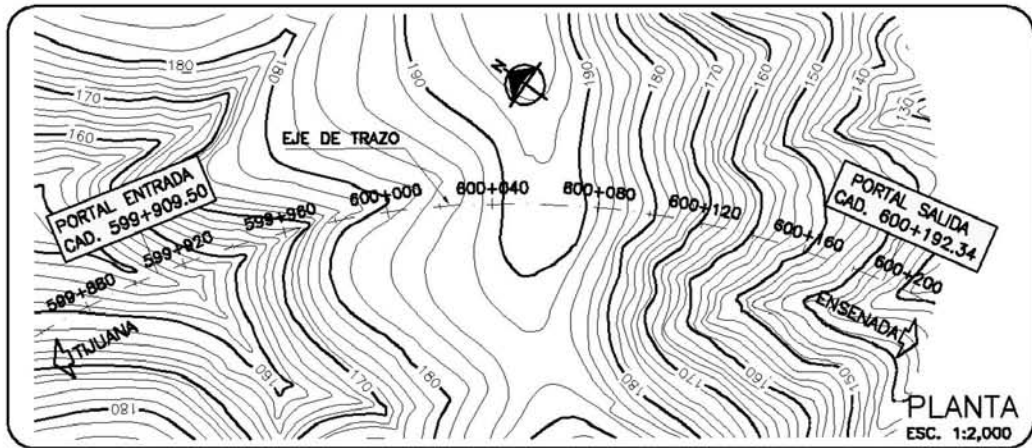 180
170
160
180
190
190
180
170
160
150
140
130
N
EJE DE TRAZO
PORTAL ENTRADA
CAD. 599+909.50
599+880
599+920
599+960
600+000
600+040
600+080
600+120
600+160
600+200
PORTAL SALIDA
CAD. 600+192.34
TIJUANA
ENSENADA
180
160
170
180
180
170
160
150
PLANTA
ESC. 1:2,000